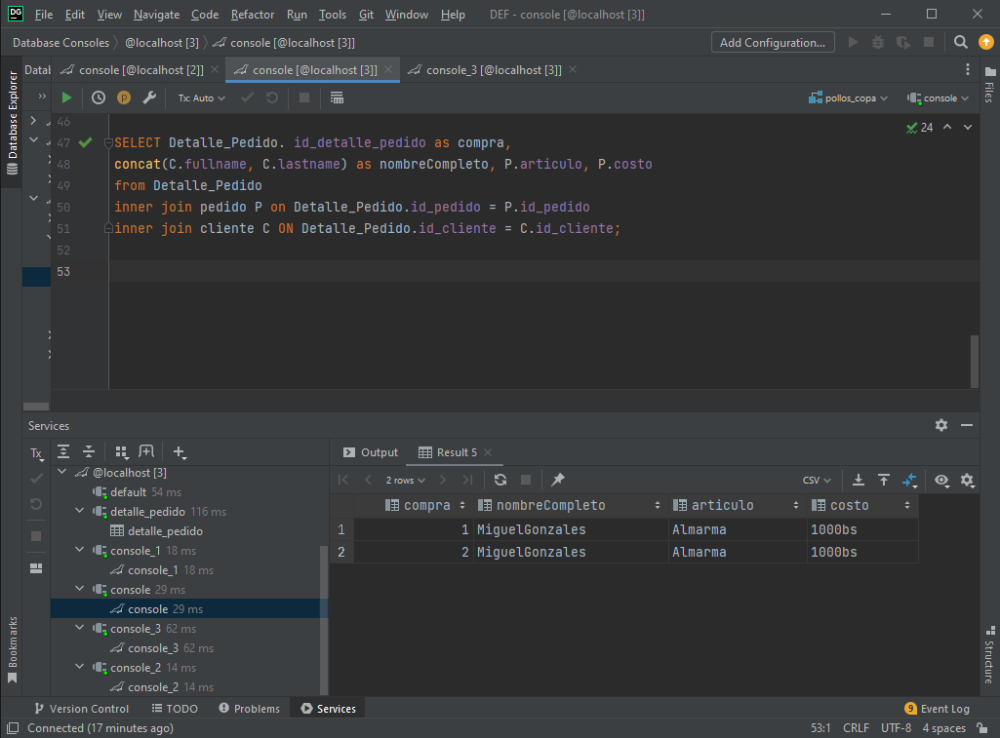 DG File Edit View Navigate Code Refactor Run Tools Git Window Help DEF - console [@localhost [3]]
Database Consoles @localhost [3] console [@localhost [3]] Add Configuration...
Datal console [@localhost [2]] console [@localhost [3]] console_3 [@localhost [3]]
P Tx: Auto pollos_copa console
Database Explorer
Files
46
24
47 SELECT Detalle_Pedido. id_detalle_pedido as compra,
48 concat(C.fullname, C.lastname) as nombreCompleto, P.articulo, P.costo
49 from Detalle_Pedido
50 inner join pedido P on Detalle_Pedido.id_pedido = P.id_pedido
51 inner join cliente C ON Detalle_Pedido.id_cliente = C.id_cliente;
52
53
Services
Tx Output Result 5
@localhost [3] 2 rows CSV
default 54 ms
detalle_pedido 116 ms
detalle_pedido
console_1 18 ms
console_1 18 ms
console 29 ms
console 29 ms
console_3 62 ms
console_3 62 ms
console_2 14 ms
console_2 14 ms
compra nombreCompleto articulo costo
1 1 MiguelGonzales Almarma 1000bs
2 2 MiguelGonzales Almarma 1000bs
Bookmarks
Structure
Version Control TODO Problems Services 9 Event Log
Connected (17 minutes ago) 53:1 CRLF UTF-8 4 spaces